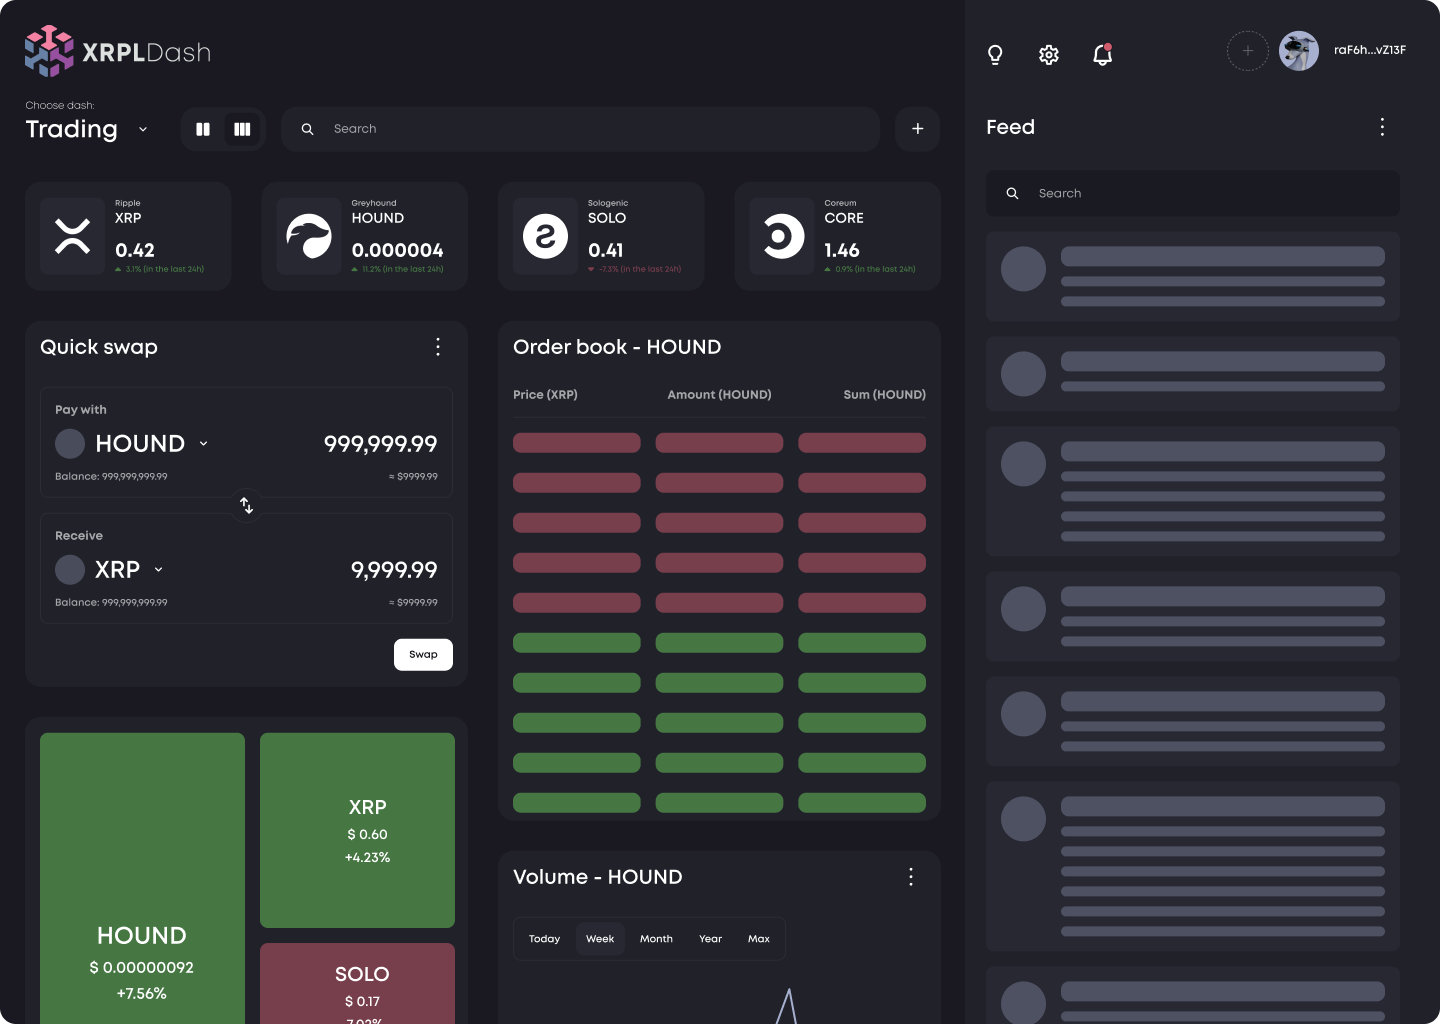 XRPLDash
Choose dash:
Trading
Search
Ripple
XRP
0.42
3.1% (in the last 24h)
Greyhound
HOUND
0.000004
11.2% (in the last 24h)
Sologenic
SOLO
0.41
-7.2% (in the last 24h)
Coreum
CORE
1.46
0.9% (in the last 24h)
Quick swap
Pay with
HOUND
999,999.99
Balance: 999,999,999.99
≈ $9999.99
Receive
XRP
9,999.99
Balance: 999,999,999.99
≈ $9999.99
Swap
HOUND
$ 0.00000092
+7.56%
XRP
$ 0.60
+4.23%
SOLO
$ 0.17
Order book - HOUND
Price (XRP)
Amount (HOUND)
Sum (HOUND)
Volume - HOUND
Today
Week
Month
Year
Max
raF6h...vZ13F
Feed
Search